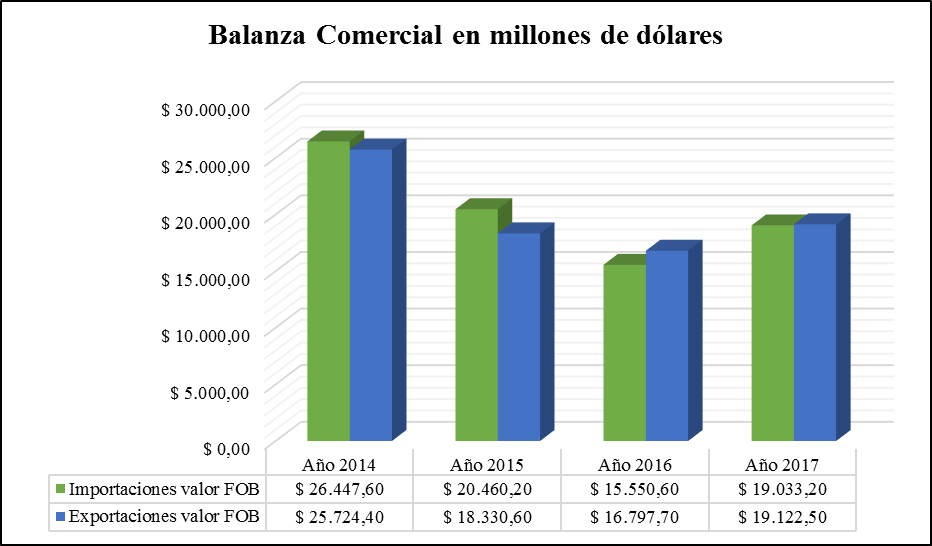 Balanza Comercial en millones de dólares
$ 30.000,00
$ 25.000,00
$ 20.000,00
$ 15.000,00
$ 10.000,00
$ 5.000,00
$ 0,00
Año 2014 Año 2015 Año 2016 Año 2017
Importaciones valor FOB $ 26.447,60 $ 20.460,20 $ 15.550,60 $ 19.033,20
Exportaciones valor FOB $ 25.724,40 $ 18.330,60 $ 16.797,70 $ 19.122,50